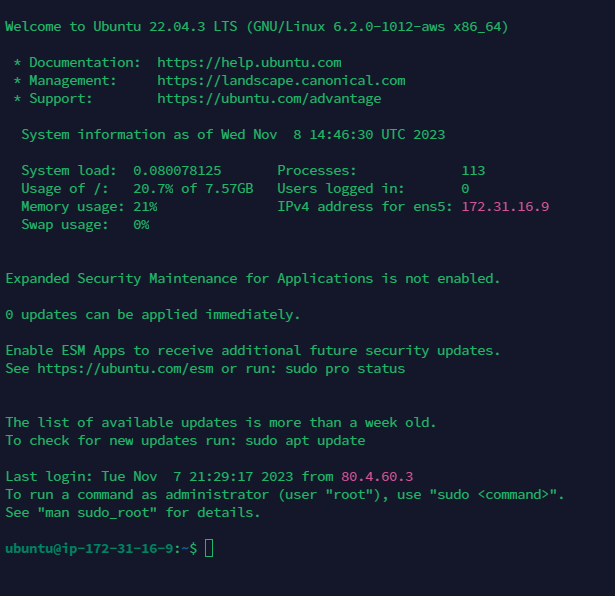 Welcome to Ubuntu 22.04.3 LTS (GNU/Linux 6.2.0-1012-aws x86_64)
* Documentation:  https://help.ubuntu.com
* Management:     https://landscape.canonical.com
* Support:        https://ubuntu.com/advantage
System information as of Wed Nov  8 14:46:30 UTC 2023
System load:  0.080078125       Processes:             113
Usage of /:   20.7% of 7.57GB   Users logged in:       0
Memory usage: 21%               IPv4 address for ens5: 172.31.16.9
Swap usage:   0%
Expanded Security Maintenance for Applications is not enabled.
0 updates can be applied immediately.
Enable ESM Apps to receive additional future security updates.
See https://ubuntu.com/esm or run: sudo pro status
The list of available updates is more than a week old.
To check for new updates run: sudo apt update
Last login: Tue Nov  7 21:29:17 2023 from 80.4.60.3
To run a command as administrator (user "root"), use "sudo <command>".
See "man sudo_root" for details.
ubuntu@ip-172-31-16-9:~$